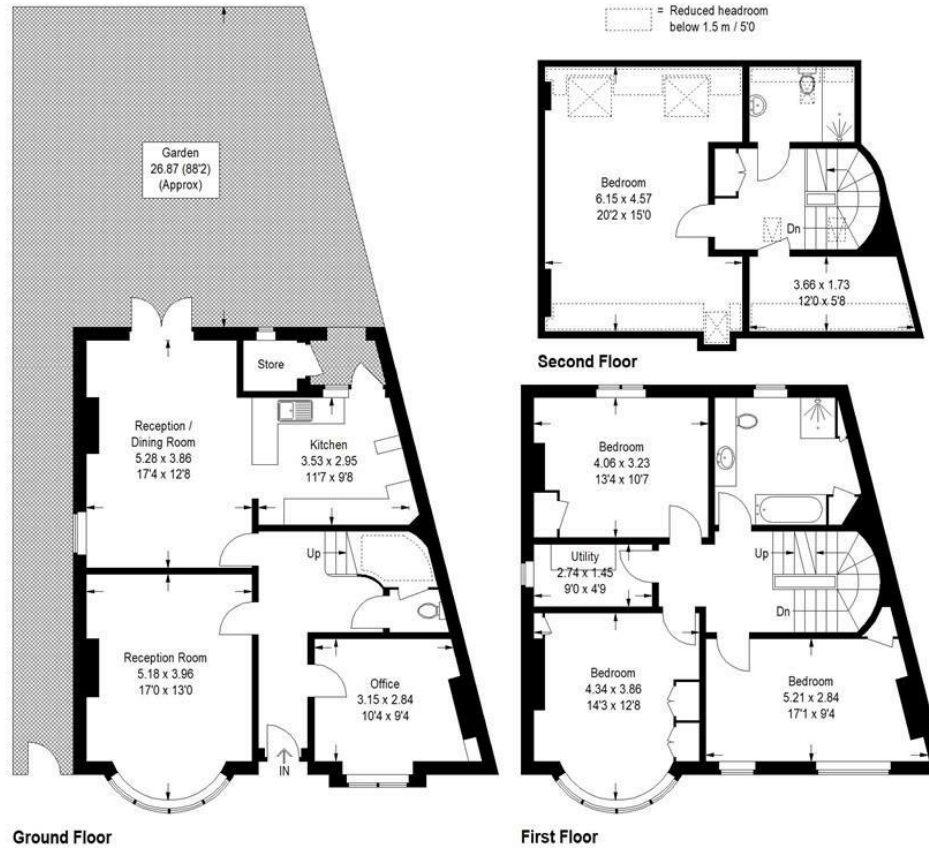 = Reduced headroom
below 1.5 m / 5'0
Garden
26.87 (88'2)
(Approx)
Store
Reception /
Dining Room
5.28 x 3.86
17'4 x 12'8
Kitchen
3.53 x 2.95
11'7 x 9'8
Up
Reception Room
5.18 x 3.96
17'0 x 13'0
Office
3.15 x 2.84
10'4 x 9'4
IN
Ground Floor
Bedroom
6.15 x 4.57
20'2 x 15'0
Dn
3.66 x 1.73
12'0 x 5'8
Second Floor
Bedroom
4.06 x 3.23
13'4 x 10'7
Utility
2.74 x 1.45
9'0 x 4'9
Up
Dn
Bedroom
4.34 x 3.86
14'3 x 12'8
Bedroom
5.21 x 2.84
17'1 x 9'4
First Floor